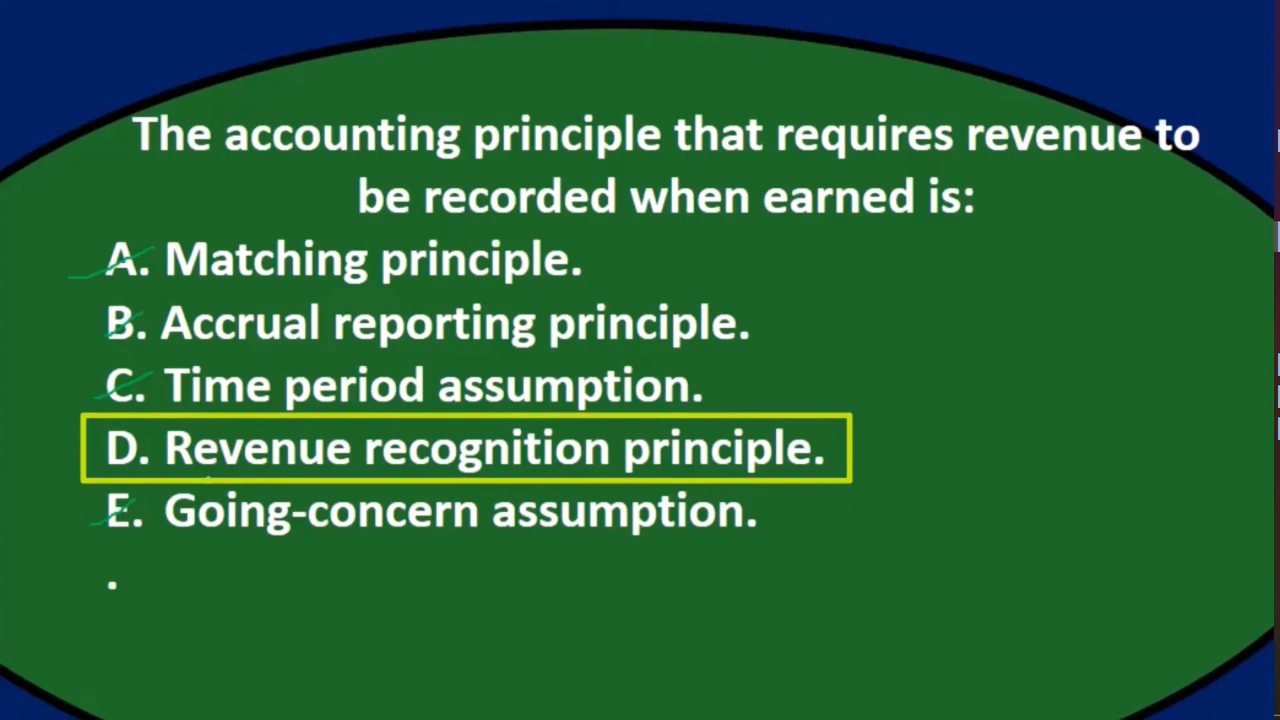 The accounting principle that requires revenue to
be recorded when earned is:
A. Matching principle.
B. Accrual reporting principle.
C. Time period assumption.
D. Revenue recognition principle.
E. Going-concern assumption.
.